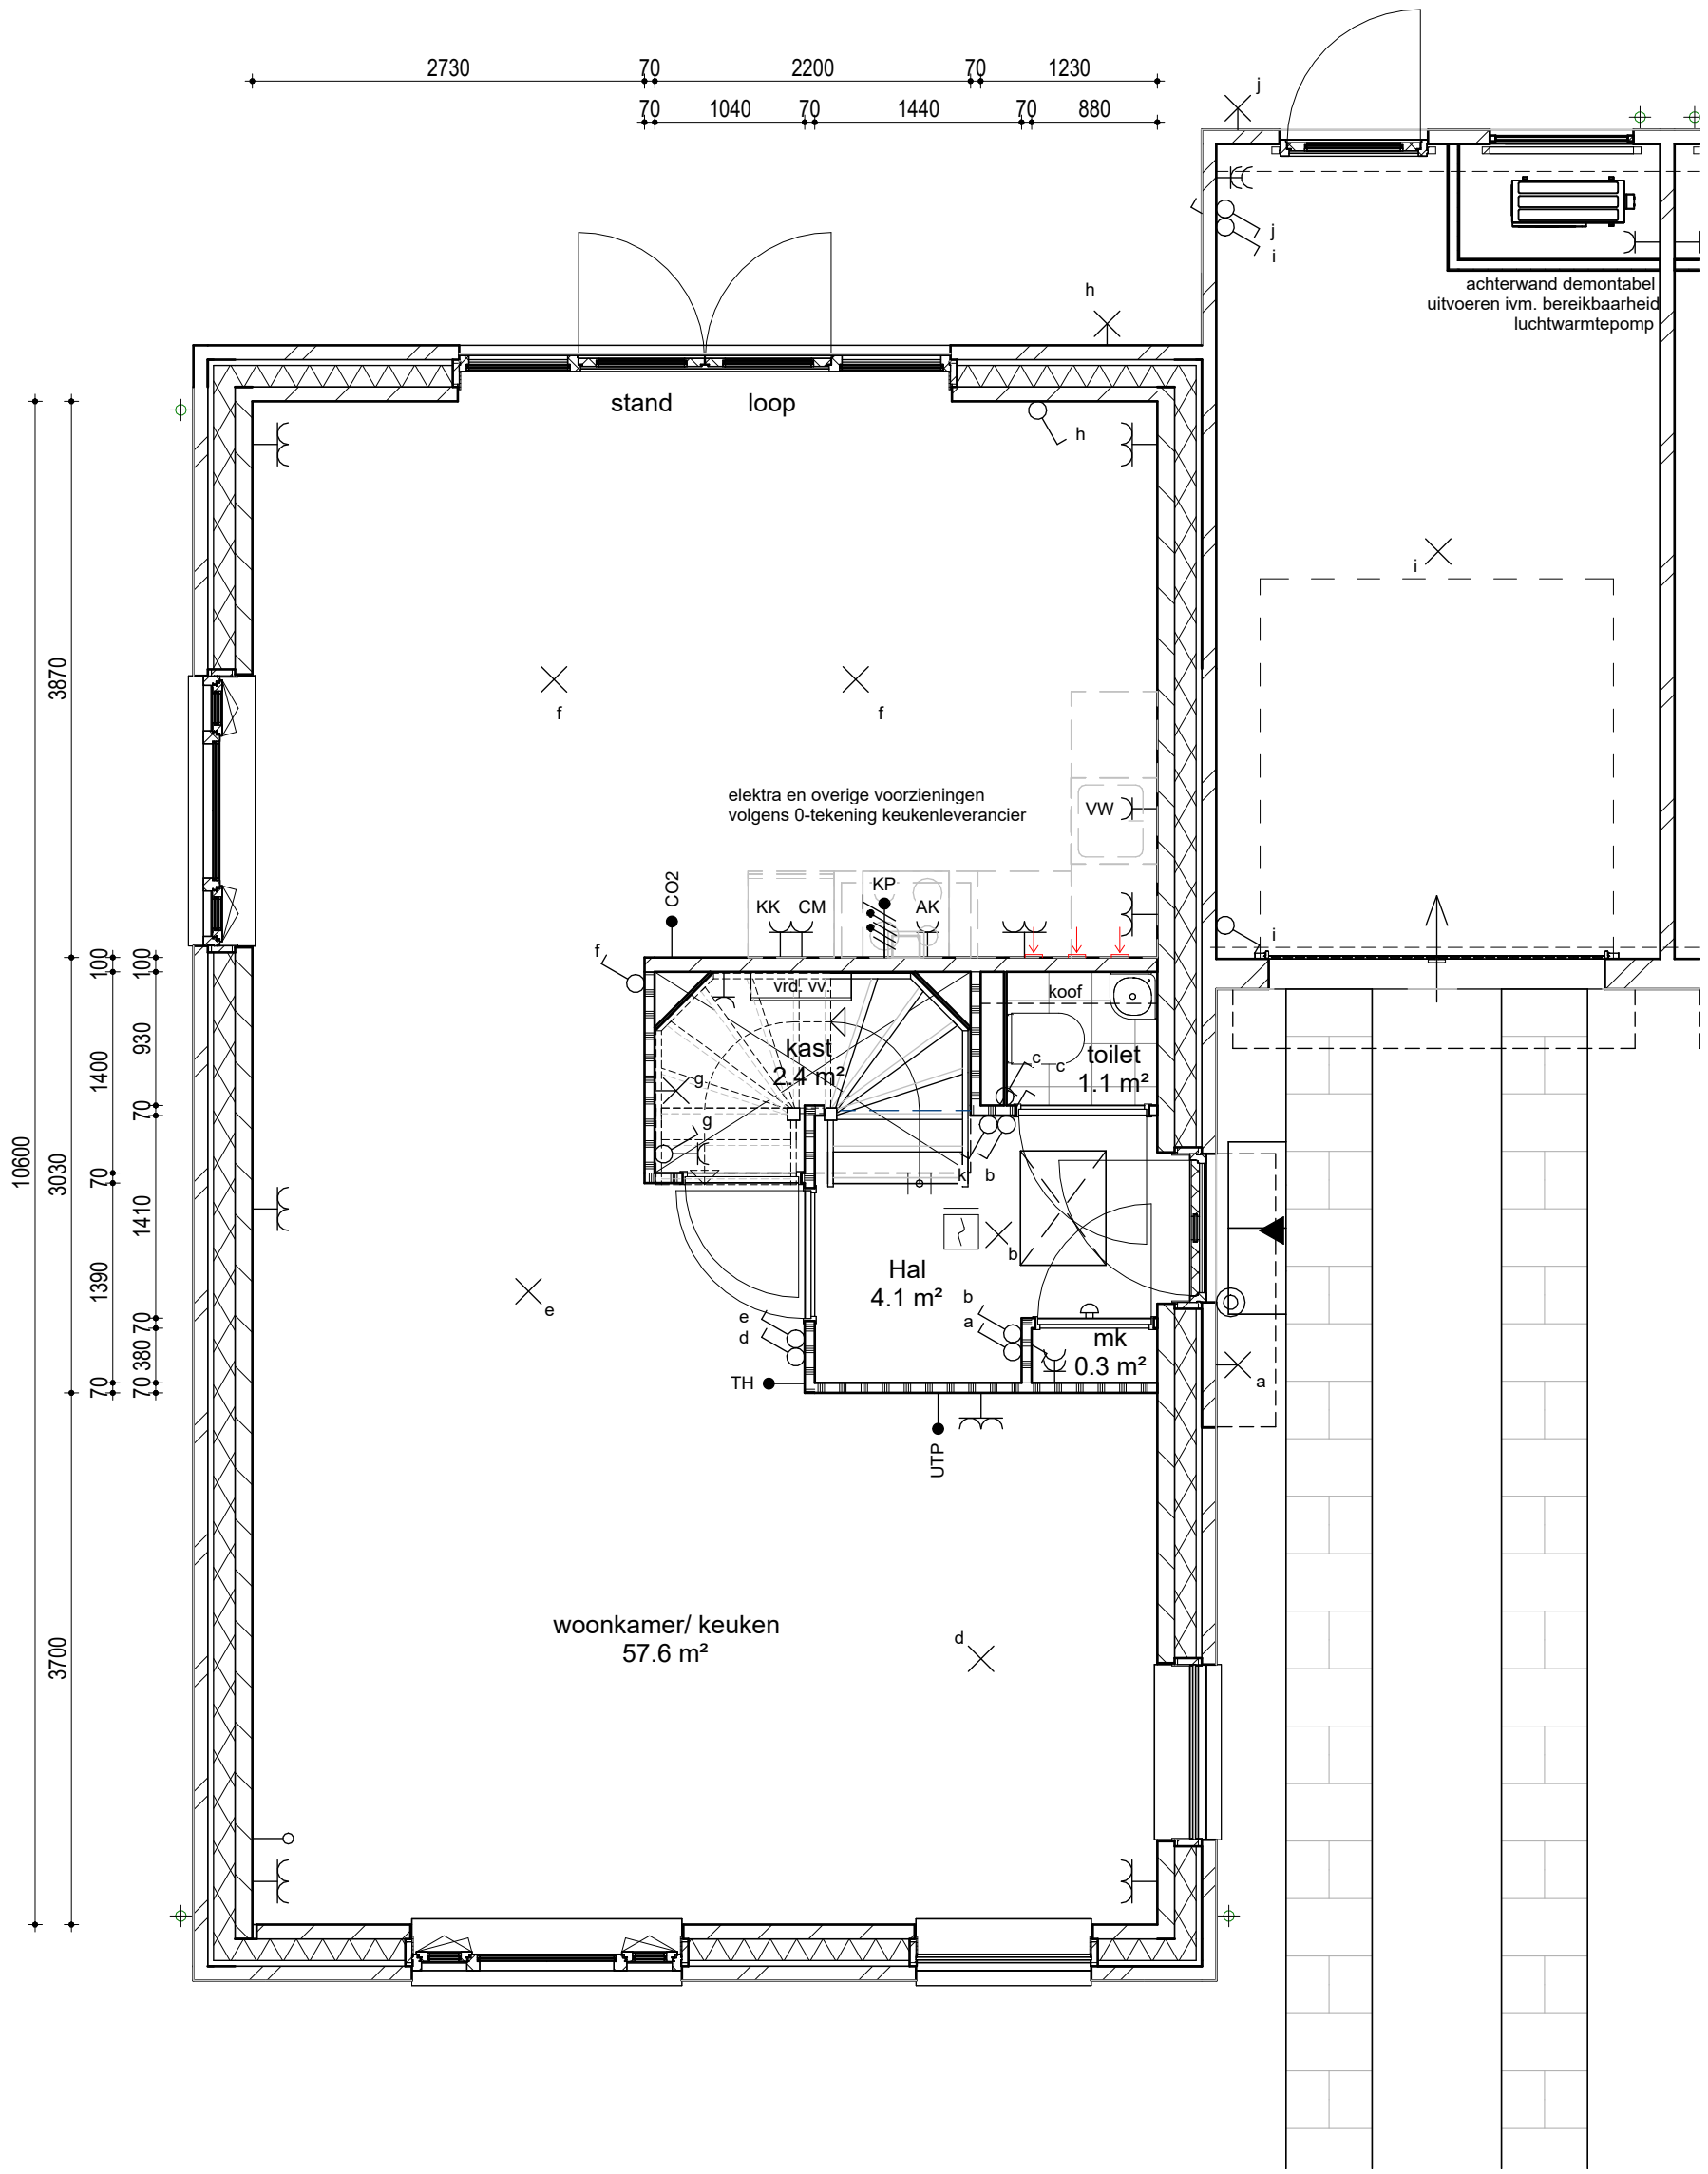 2730 70 2200 70 1230
70 1040 70 1440 70 880
j
j
i
achterwand demontabel
uitvoeren ivm. bereikbaarheid
luchtwarmtepomp
h
stand loop
h
i
3870
f f
elektra en overige voorzieningen
volgens 0-tekening keukenleverancier
VW
CO2
KK CM KP AK
f
i
100 100
vrd. vv.
koof
930
1400
kast
2.4 m²
toilet
1.1 m²
c
c
g
g
70
10600
3030
70
k b
1410
1390
b
Hal
4.1 m²
e
e
d
b
a
mk
0.3 m²
a
70
380
70 70
TH
UTP
3700
woonkamer/ keuken
57.6 m²
d